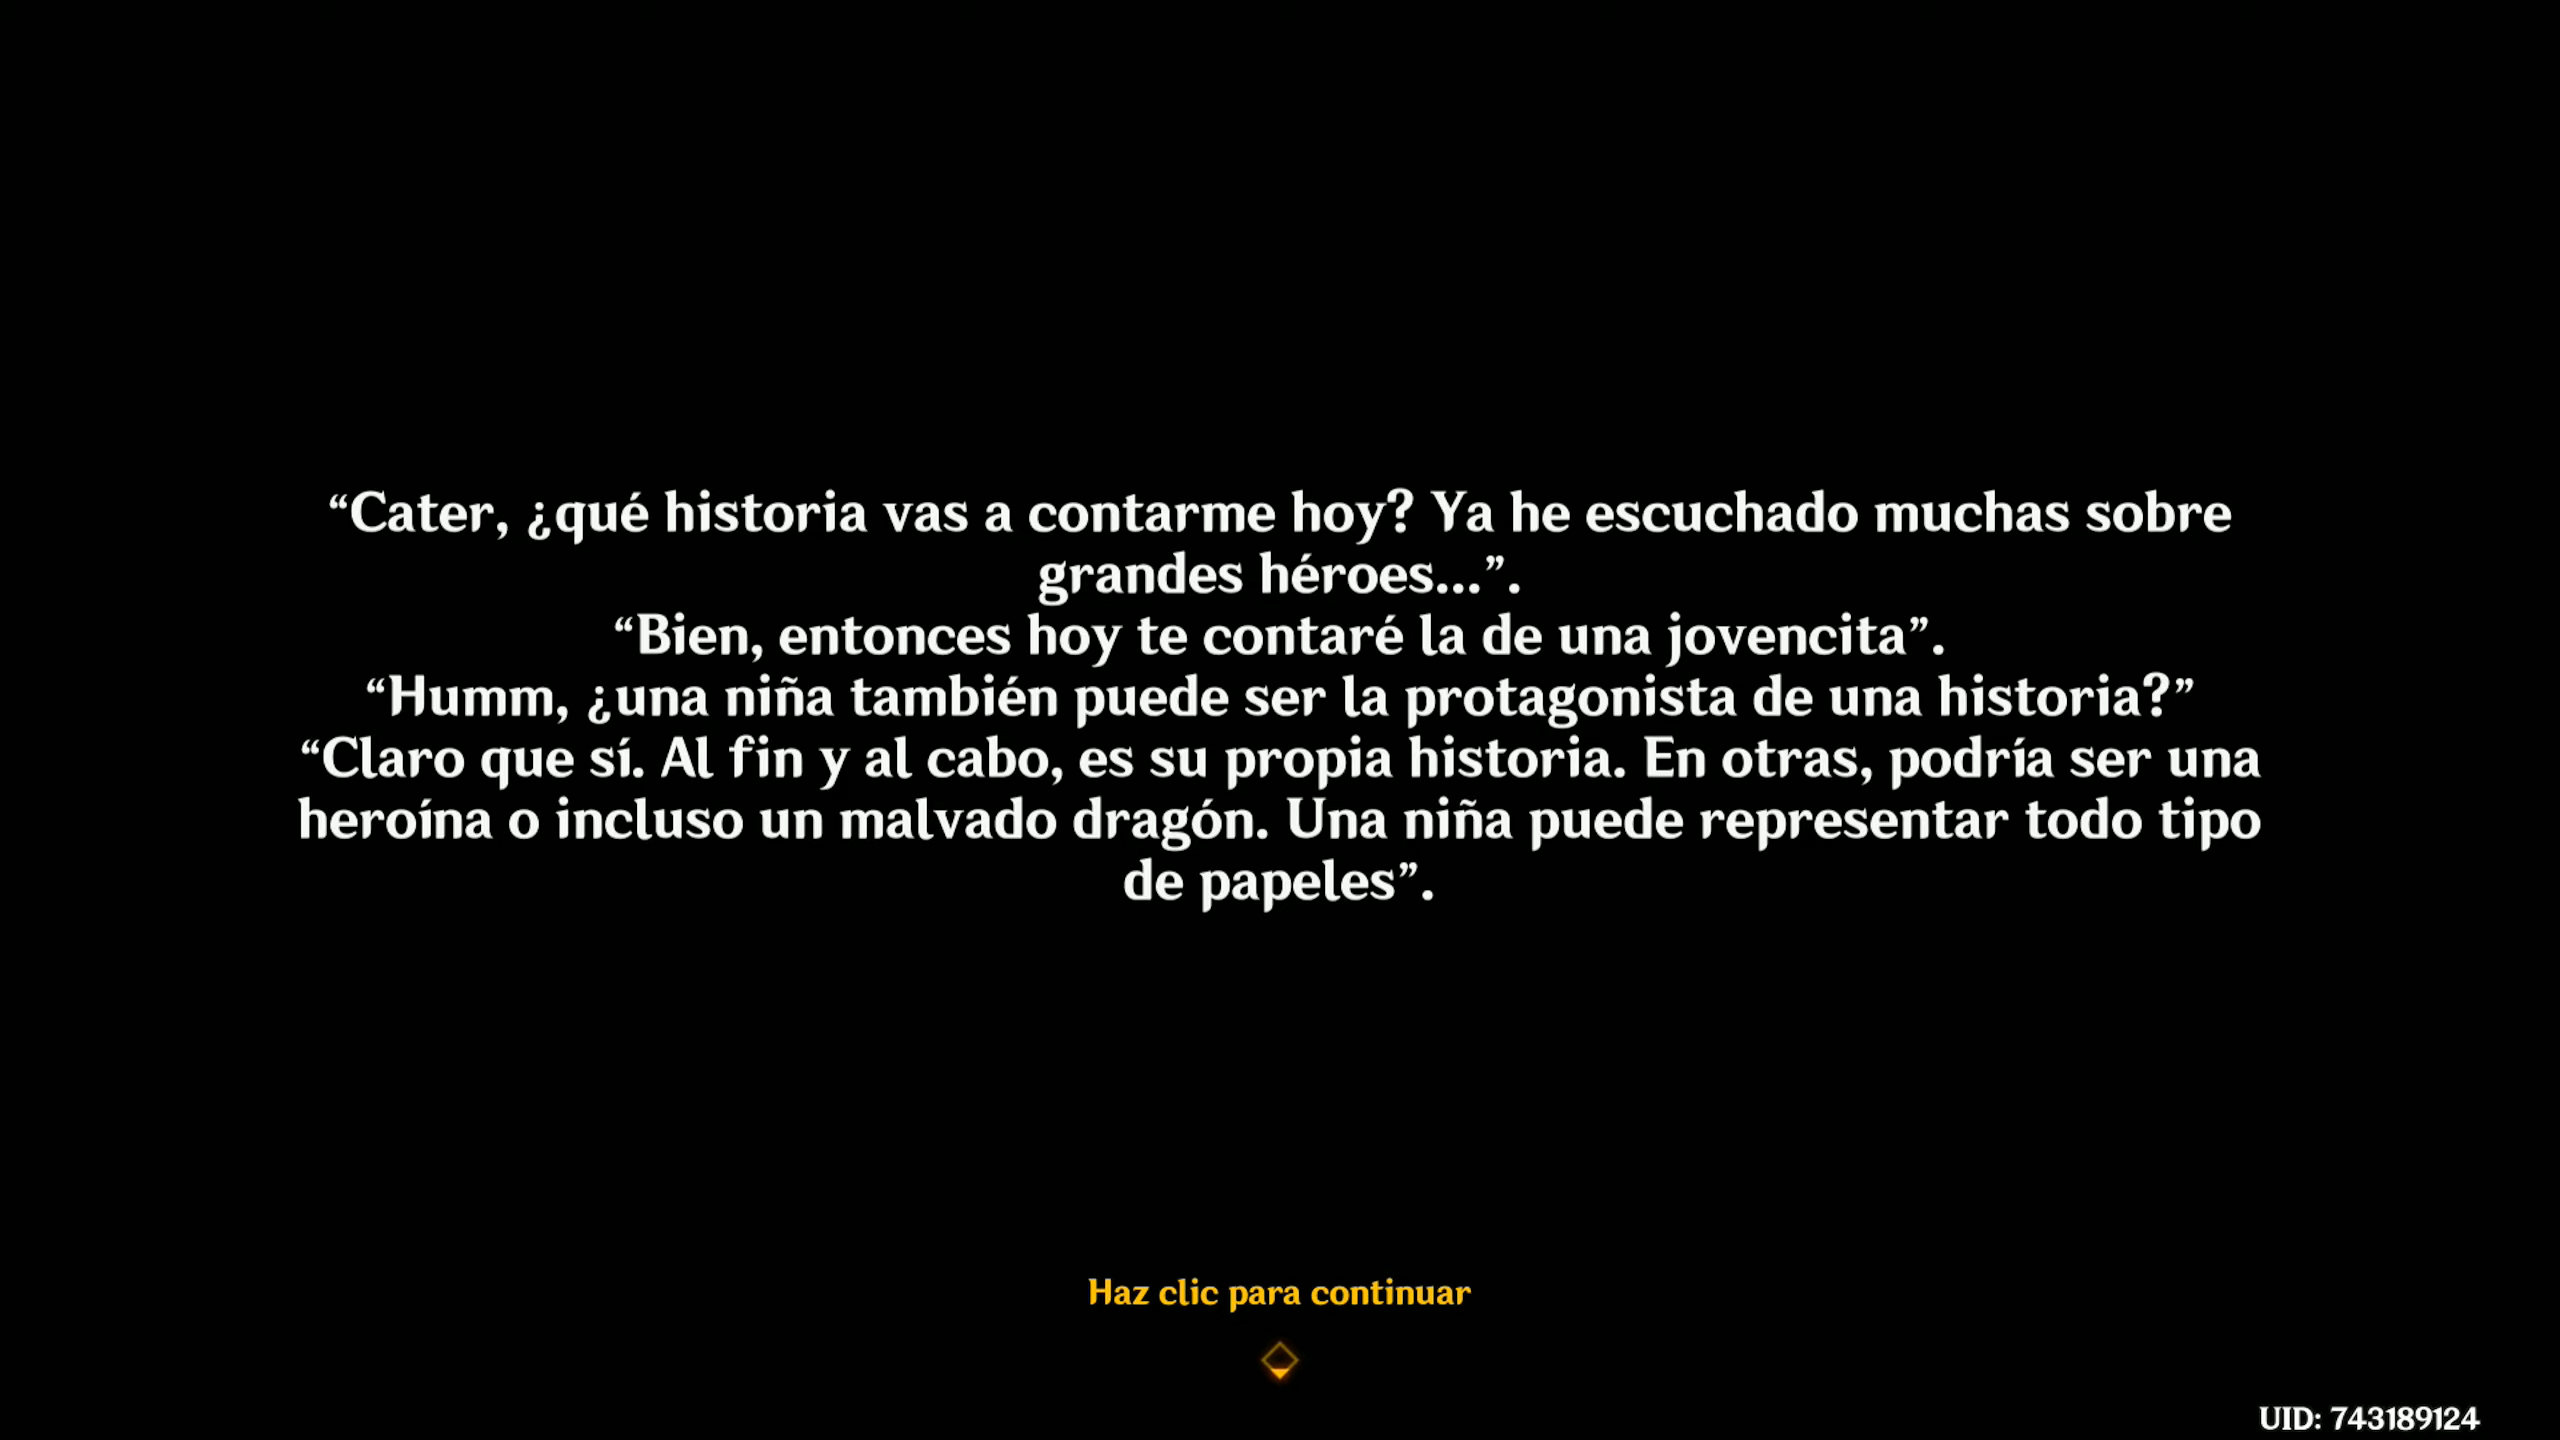 “Cater, ¿qué historia vas a contarme hoy? Ya he escuchado muchas sobre
grandes héroes...”.
“Bien, entonces hoy te contaré la de una jovencita”.
“Humm, ¿una niña también puede ser la protagonista de una historia?”
“Claro que sí. Al fin y al cabo, es su propia historia. En otras, podría ser una
heroína o incluso un malvado dragón. Una niña puede representar todo tipo
de papeles”.
Haz clic para continuar
UID: 743189124